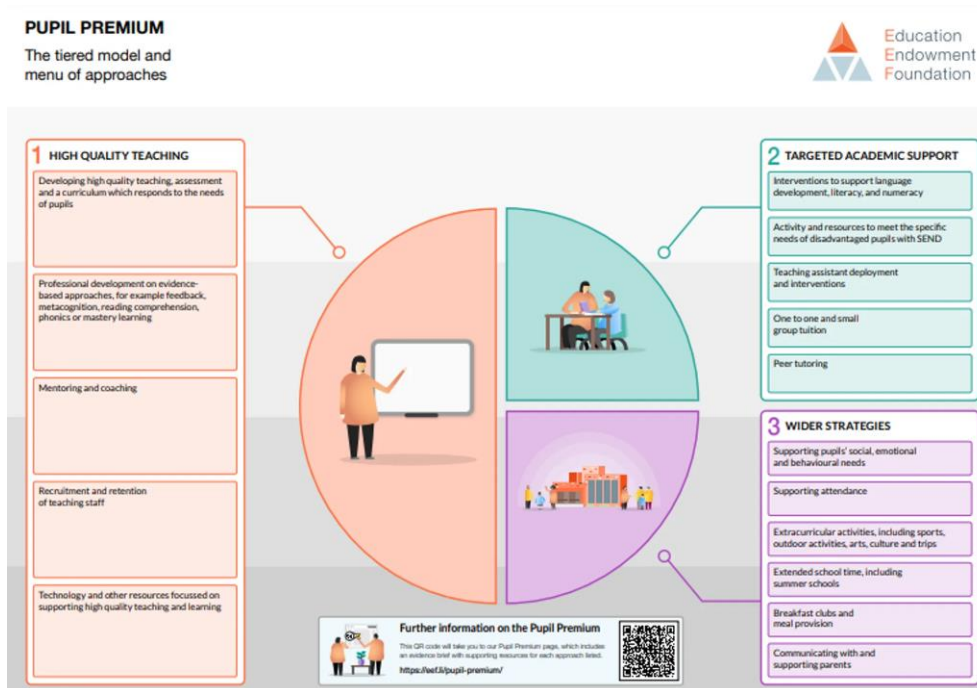 PUPIL PREMIUM
The tiered model and
menu of approaches
Education
Endowment
Foundation
1 HIGH QUALITY TEACHING
Developing high quality teaching, assessment
and a curriculum which responds to the needs
of pupils
Professional development on evidence-
based approaches, for example feedback,
metacognition, reading comprehension,
phonics or mastery learning
Mentoring and coaching
Recruitment and retention
of teaching staff
Technology and other resources focussed on
supporting high quality teaching and learning
2 TARGETED ACADEMIC SUPPORT
Interventions to support language
development, literacy, and numeracy
Activity and resources to meet the specific
needs of disadvantaged pupils with SEND
Teaching assistant deployment
and interventions
One to one and small
group tuition
Peer tutoring
3 WIDER STRATEGIES
Supporting pupils' social, emotional
and behavioural needs
Supporting attendance
Extracurricular activities, including sports,
outdoor activities, arts, culture and trips
Extended school time, including
summer schools
Breakfast clubs and
meal provision
Communicating with and
supporting parents
Further information on the Pupil Premium
This QR code will take you to our Pupil Premium page, which includes
an evidence brief with supporting resources for each approach listed.
https://eef.li/pupil-premium/